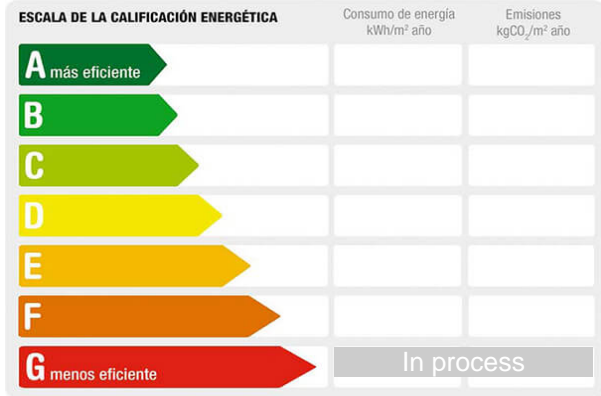 ESCALA DE LA CALIFICACIÓN ENERGÉTICA
Consumo de energía
kWh/m² año
Emisiones
kgCO₂/m² año
A más eficiente
B
C
D
E
F
G menos eficiente
In process